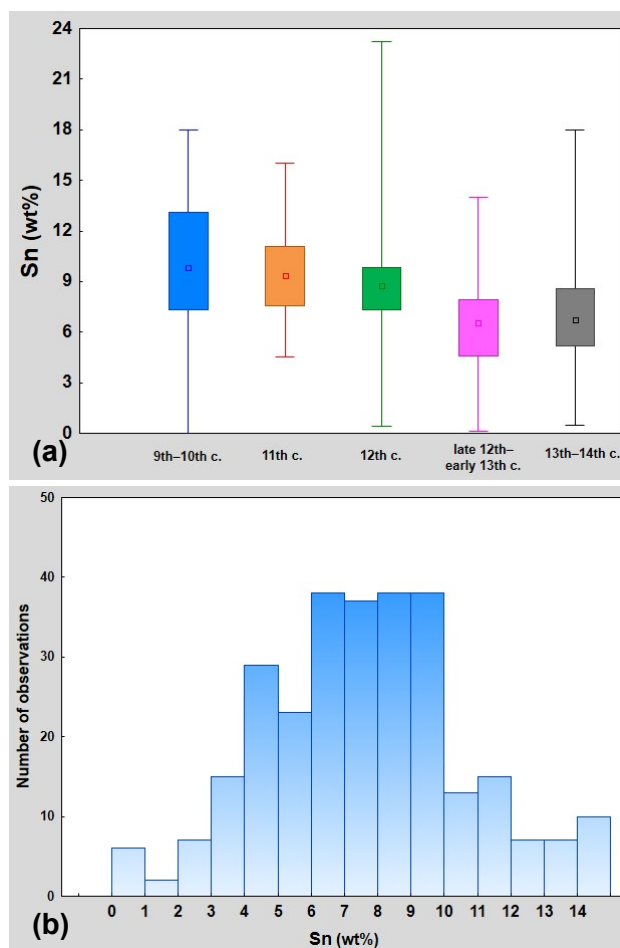 24
21
18
15
12
9
6
3
0
Sn (wt%)
(a)
9th–10th c.
11th c.
12th c.
late 12th–
early 13th c.
13th–14th c.
50
40
30
20
10
0
Number of observations
(b)
0 1 2 3 4 5 6 7 8 9 10 11 12 13 14
Sn (wt%)